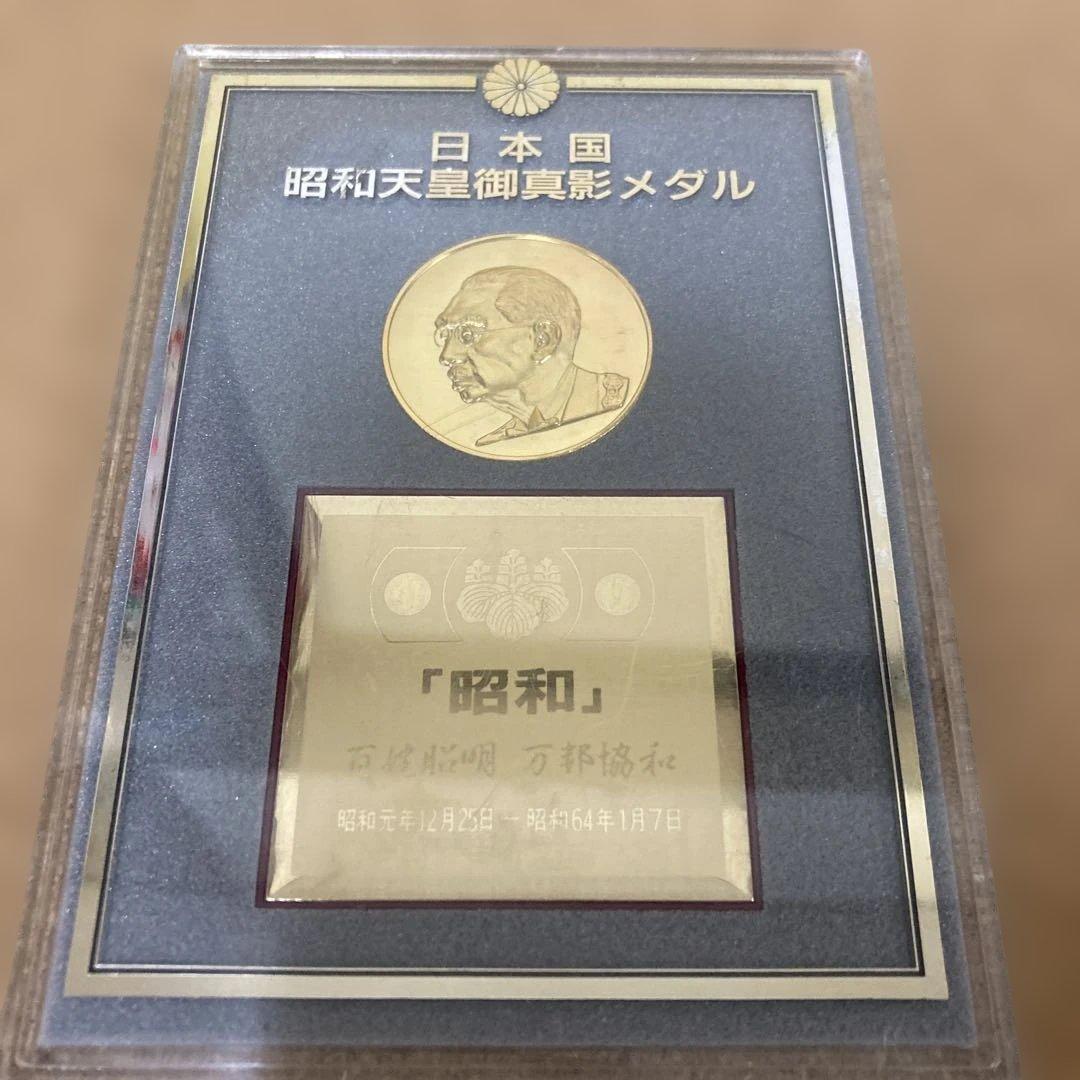 日本国
昭和天皇御真影メダル
「昭和」
百姓昭明 万邦協和
昭和元年12月25日-昭和64年1月7日